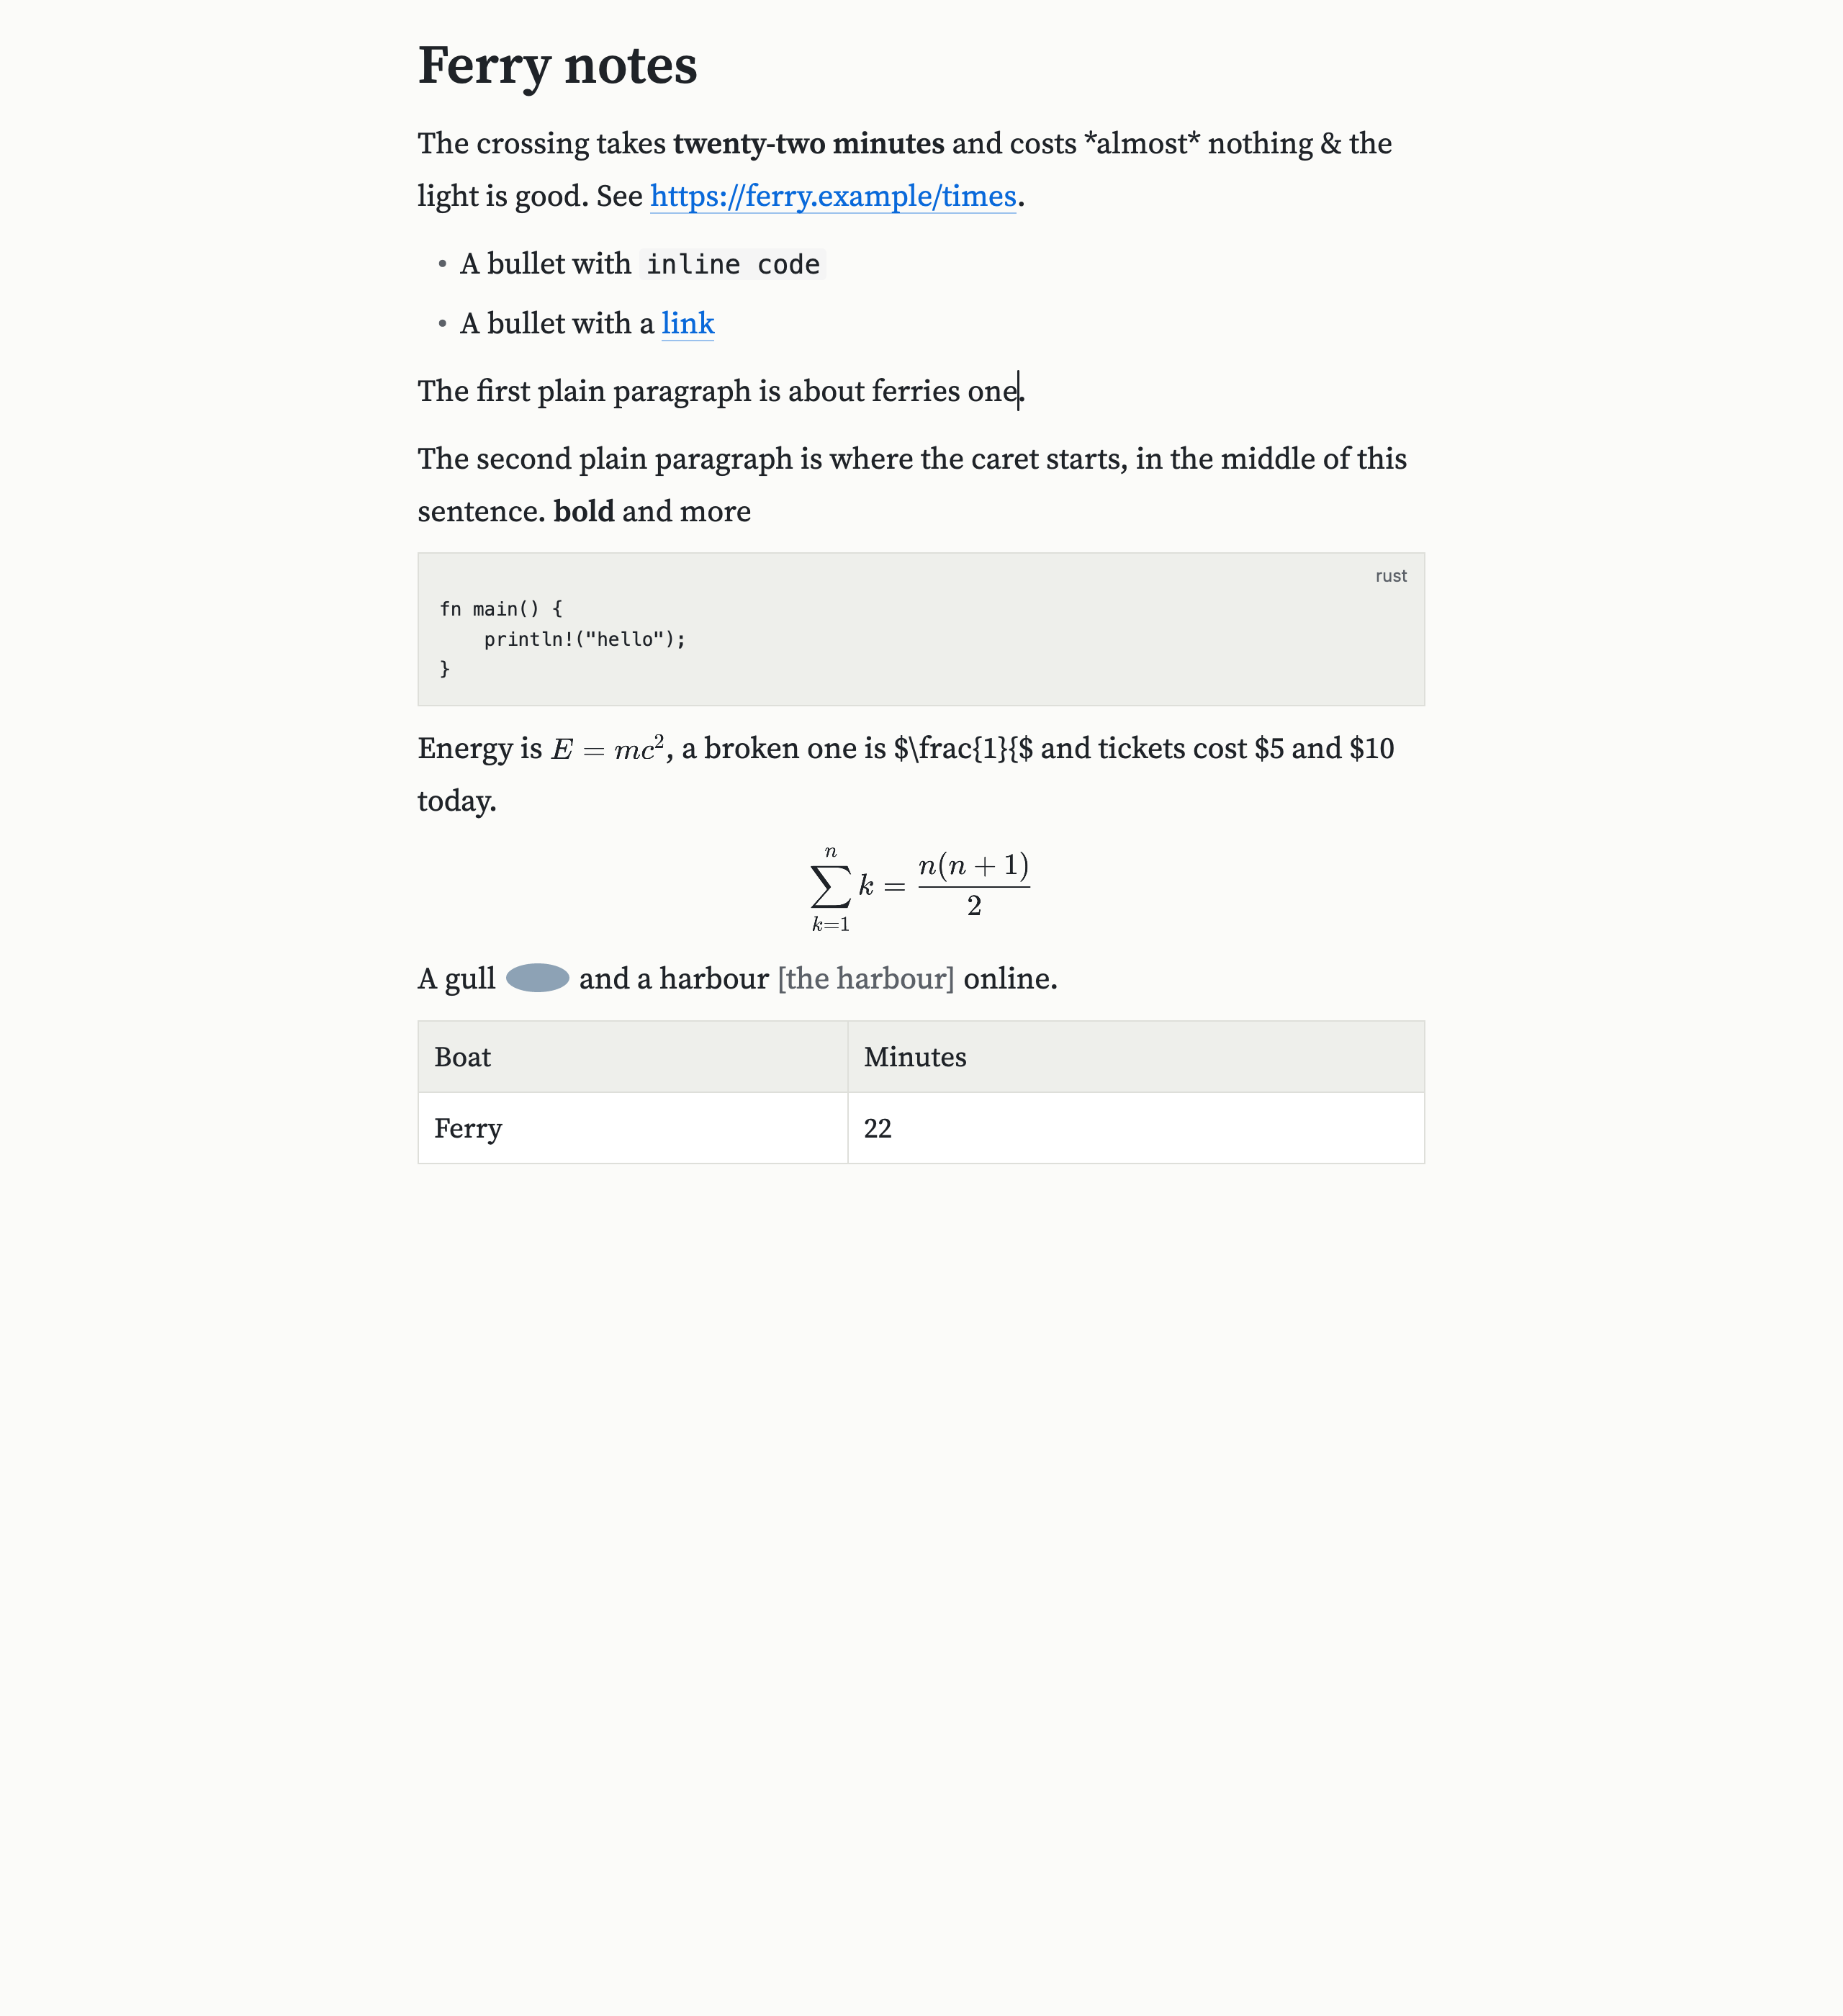 Ferry notes
The crossing takes twenty-two minutes and costs *almost* nothing & the
light is good. See https://ferry.example/times.
• A bullet with inline code
• A bullet with a link
The first plain paragraph is about ferries one.
The second plain paragraph is where the caret starts, in the middle of this
sentence. bold and more
rust
fn main() {
    println!("hello");
}
Energy is E = mc², a broken one is $\frac{1}{$ and tickets cost $5 and $10
today.
n
∑ k = n(n + 1)
k=1
2
A gull and a harbour [the harbour] online.
Boat Minutes
Ferry 22